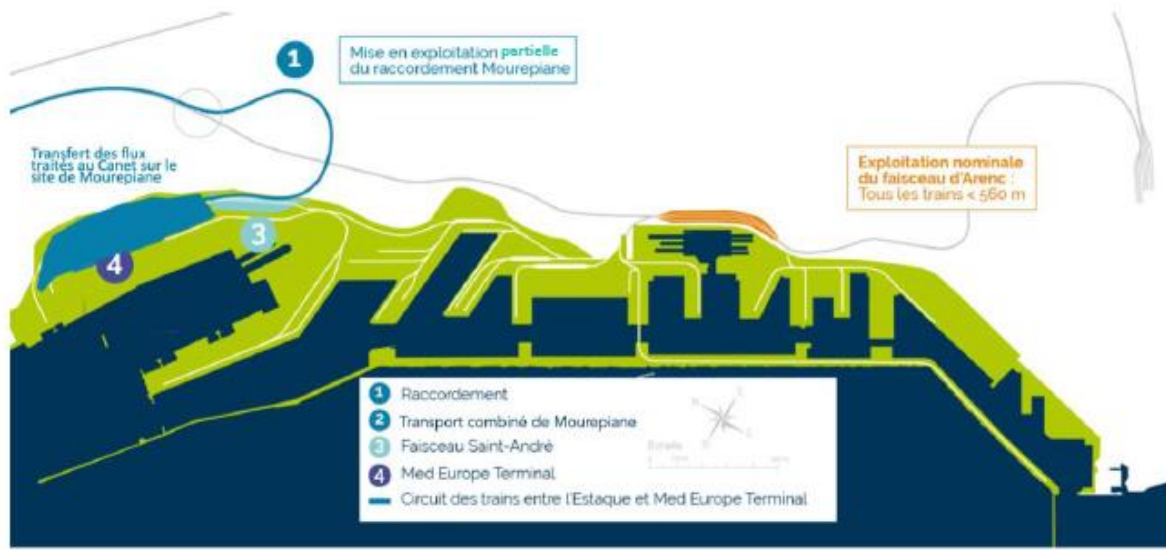 1
Mise en exploitation partielle
du raccordement Mourepiane
Transfert des flux
traités au Canet sur le
site de Mourepiane
Exploitation nominale
du faisceau d'Arenc :
Tous les trains < 560 m
3
4
1 Raccordement
2 Transport combiné de Mourepiane
3 Faisceau Saint-André
4 Med Europe Terminal
Circuit des trains entre l'Estaque et Med Europe Terminal